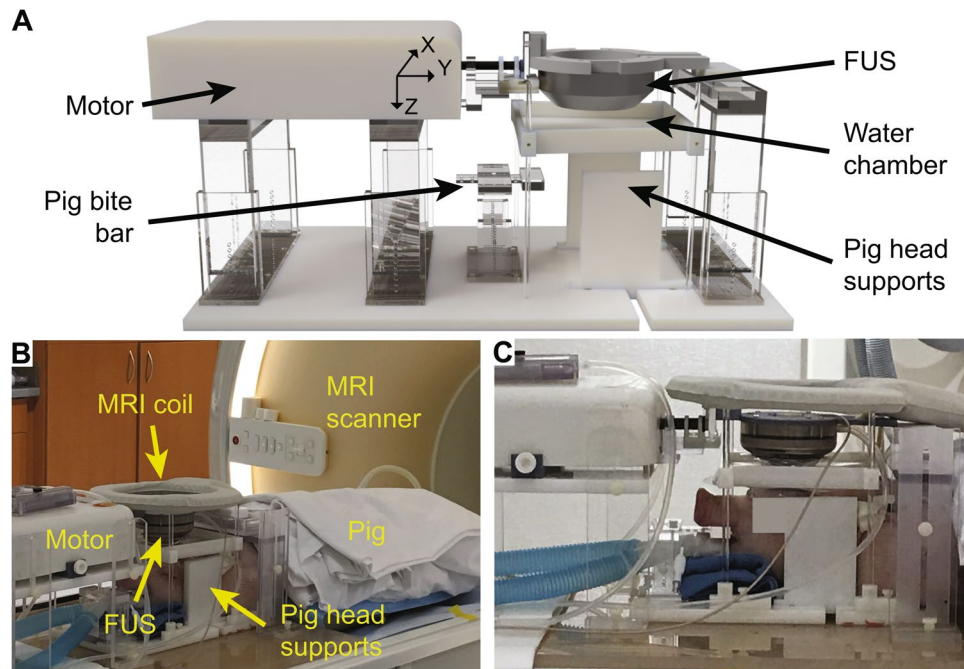 A
X
Y
Z
Motor
FUS
Water
chamber
Pig bite
bar
Pig head
supports
B
MRI coil
MRI
scanner
Motor
Pig
FUS
Pig head
supports
C